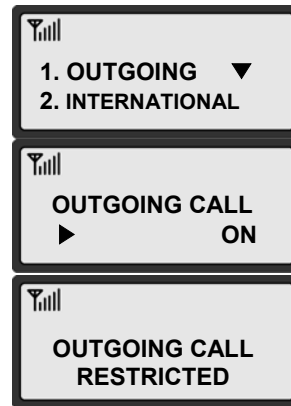 1. OUTGOING ▼
2. INTERNATIONAL
OUTGOING CALL
▶ ON
OUTGOING CALL
RESTRICTED